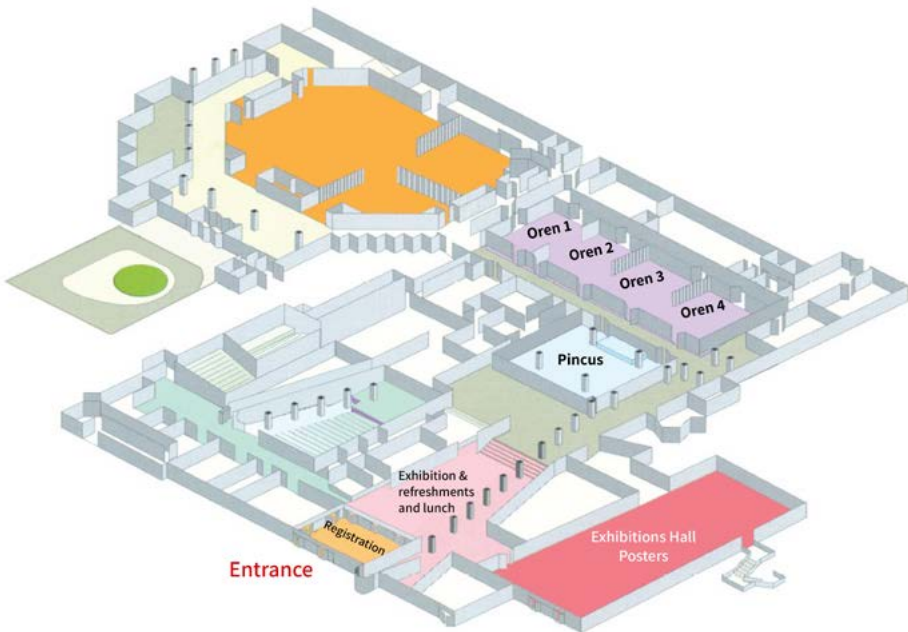 Oren 1
Oren 2
Oren 3
Oren 4
Pincus
Exhibition &
refreshments
and lunch
Registration
Entrance
Exhibitions Hall
Posters